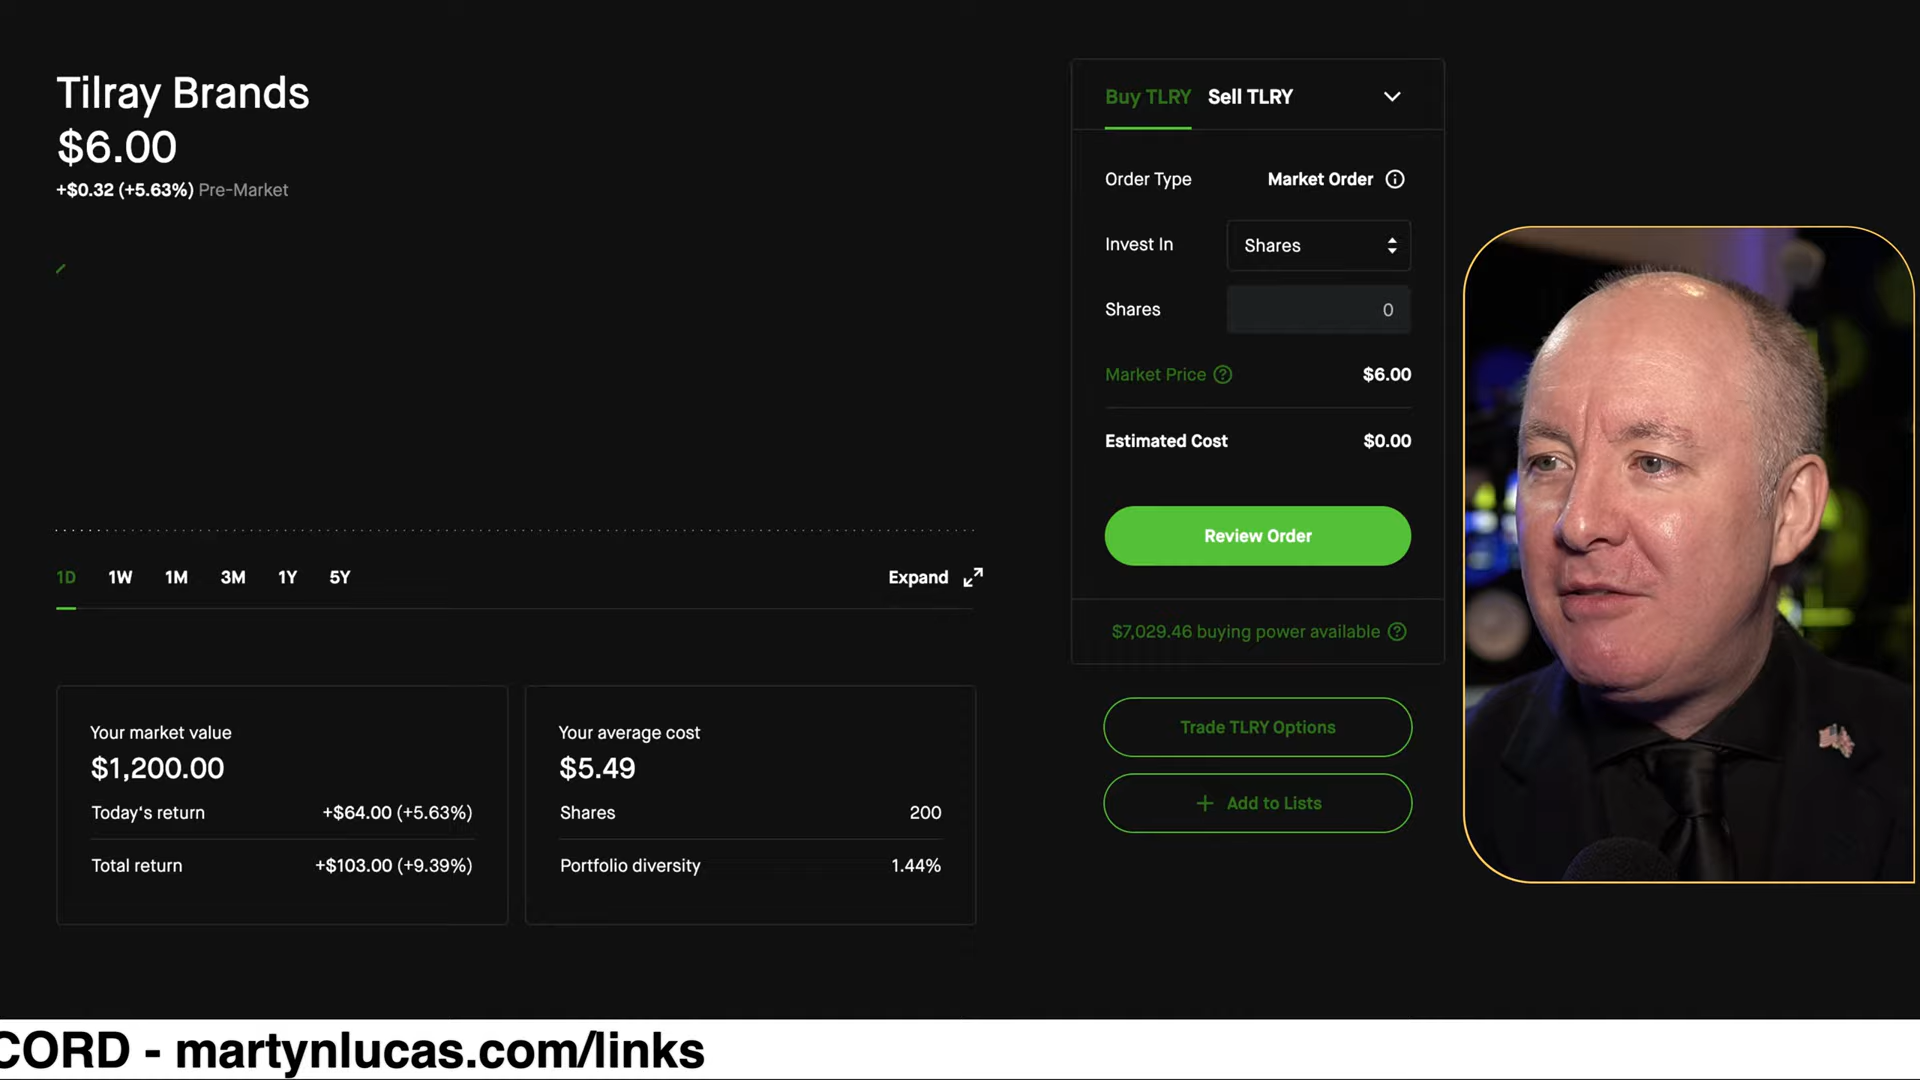 Tilray Brands
$6.00
+$0.32 (+5.63%) Pre-Market
1D 1W 1M 3M 1Y 5Y
Expand
Your market value
$1,200.00
Today's return +$64.00 (+5.63%)
Total return +$103.00 (+9.39%)
Your average cost
$5.49
Shares 200
Portfolio diversity 1.44%
Buy TLRY Sell TLRY
Order Type Market Order
Invest In Shares
Shares 0
Market Price $6.00
Estimated Cost $0.00
Review Order
$7,029.46 buying power available
Trade TLRY Options
+ Add to Lists
CORD - martynlucas.com/links